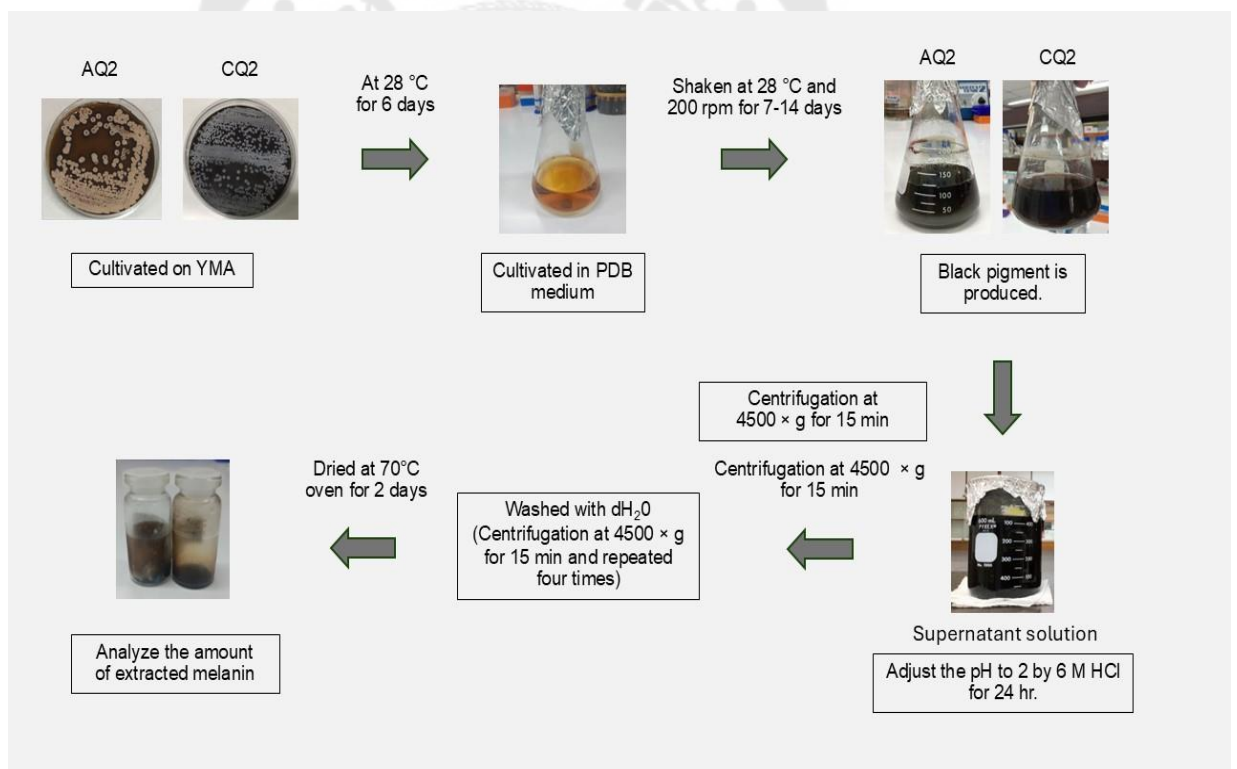 AQ2
CQ2
Cultivated on YMA
At 28 °C
for 6 days
Cultivated in PDB
medium
Shaken at 28 °C and
200 rpm for 7-14 days
AQ2
CQ2
150
100
50
Black pigment is
produced.
Centrifugation at
4500 × g for 15 min
Supernatant solution
Adjust the pH to 2 by 6 M HCl
for 24 hr.
Centrifugation at 4500 × g
for 15 min
Washed with dH₂0
(Centrifugation at 4500 × g
for 15 min and repeated
four times)
Dried at 70°C
oven for 2 days
Analyze the amount
of extracted melanin